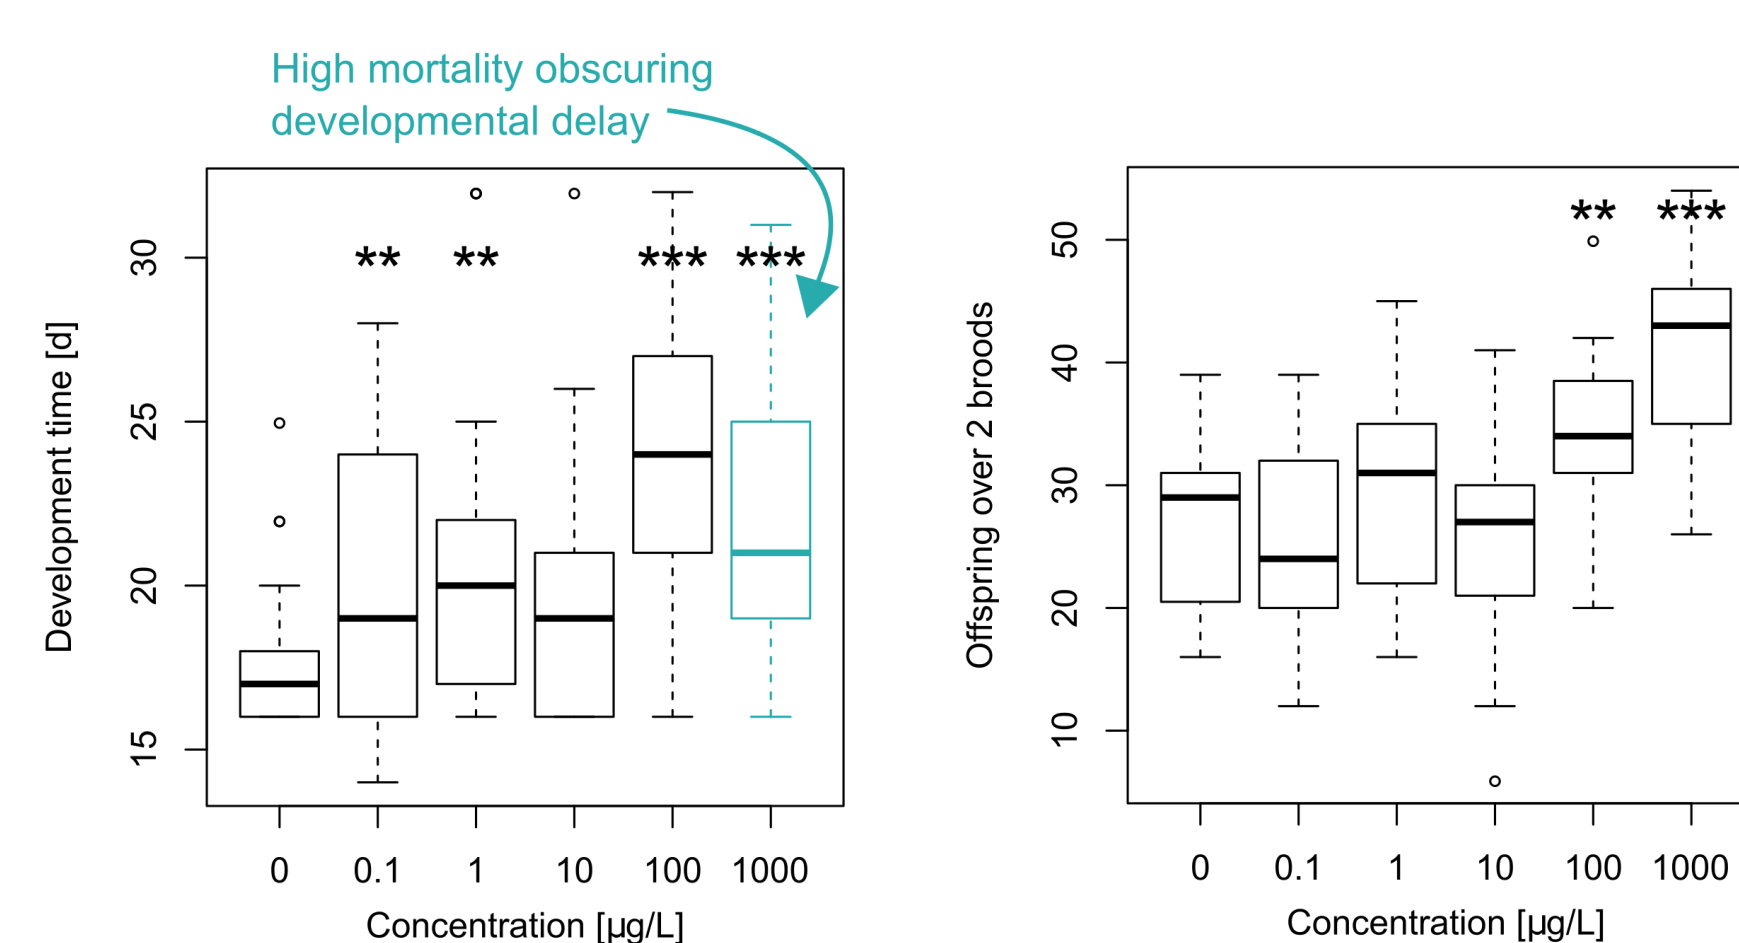 High mortality obscuring
developmental delay
Development time [d]
30
25
20
15
** ** *** ***
0 0.1 1 10 100 1000
Concentration [µg/L]
Offspring over 2 broods
50
40
30
20
10
** ***
0 0.1 1 10 100 1000
Concentration [µg/L]